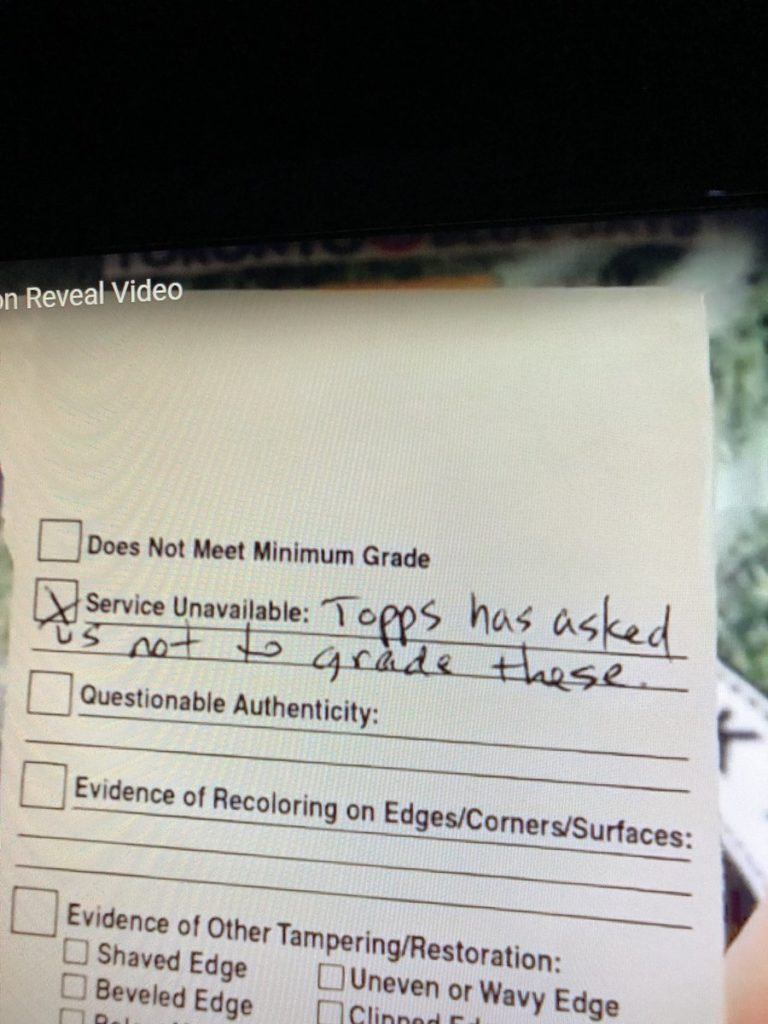 on Reveal Video
Does Not Meet Minimum Grade
X Service Unavailable: Topps has asked
us not to grade these.
Questionable Authenticity:
Evidence of Recoloring on Edges/Corners/Surfaces:
Evidence of Other Tampering/Restoration:
Shaved Edge
Uneven or Wavy Edge
Beveled Edge